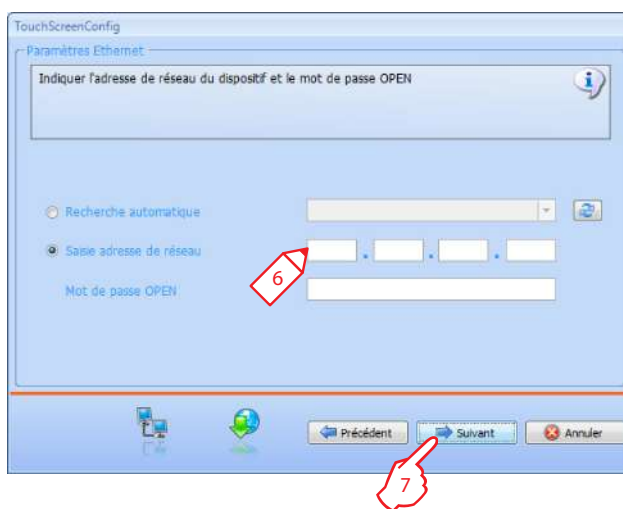 TouchScreenConfig
Paramètres Ethernet
Indiquer l'adresse de réseau du dispositif et le mot de passe OPEN
Recherche automatique
Saisie adresse de réseau
. . .
6
Mot de passe OPEN
Précédent Suivant Annuler
7